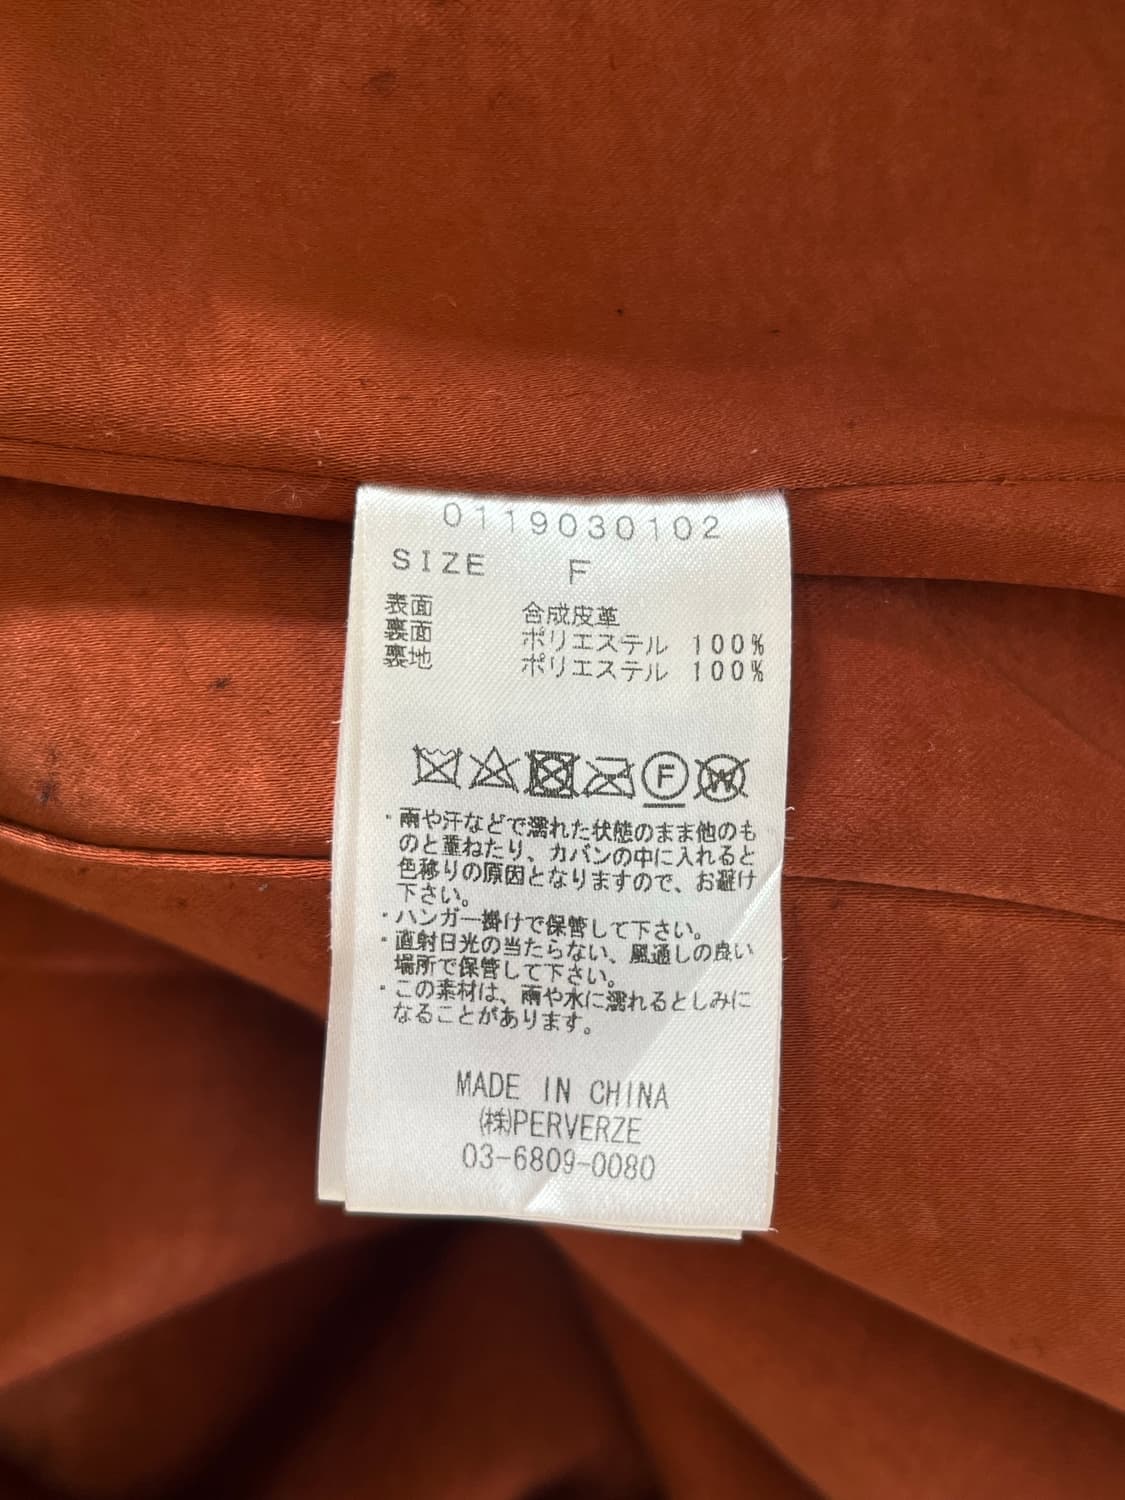 0119030102
SIZE F
表面 合成皮革
裏面 ポリエステル 100%
裏地 ポリエステル 100%
F W
・雨や汗などで濡れた状態のまま他のも
のと重ねたり、カバンの中に入れると
色移りの原因となりますので、お避け
下さい。
・ハンガー掛けで保管して下さい。
・直射日光の当たらない、風通しの良い
場所で保管して下さい。
・この素材は、雨や水に濡れるとしみに
なることがあります。
MADE IN CHINA
㈱PERVERZE
03-6809-0080